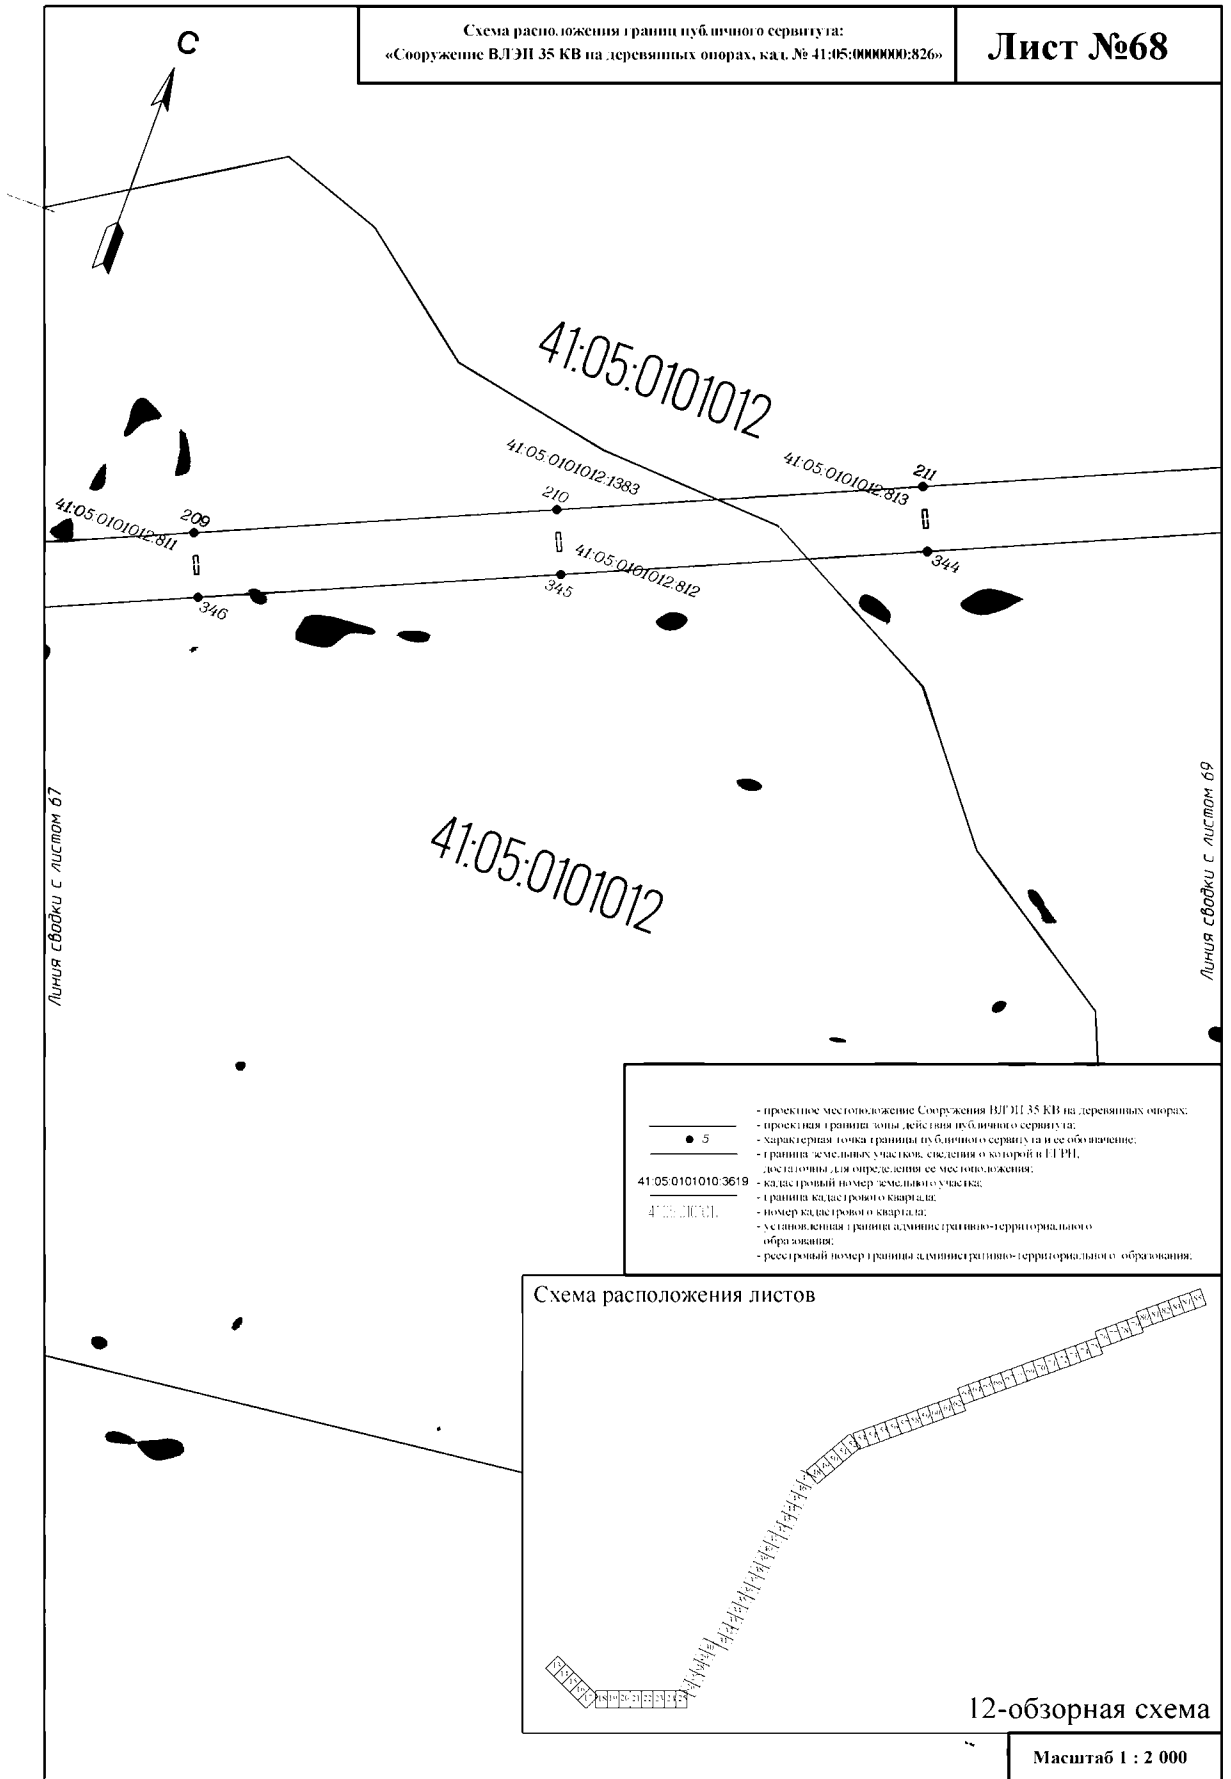 Схема расположения границ публичного сервитута:
«Сооружение ВЛЭП 35 КВ на деревянных опорах, кад. № 41:05:0000000:826»
Лист №68
С
41:05:0101012
41:05:0101012:1383
41:05:0101012:813
211
210
209
41:05:0101012:811
41:05:0101012:812
344
345
346
41:05:0101012
Линия сводки с листом 67
Линия сводки с листом 69
- проектное местоположение Сооружения ВЛЭП 35 КВ на деревянных опорах;
- проектная граница зоны действия публичного сервитута;
5 - характерная точка границы публичного сервитута и ее обозначение;
- граница земельных участков, сведения о которой в ЕГРН,
достаточны для определения ее местоположения;
41:05:0101010:3619 - кадастровый номер земельного участка;
- граница кадастрового квартала;
- номер кадастрового квартала;
- установленная граница административно-территориального
образования;
- реестровый номер границы административно-территориального образования;
Схема расположения листов
12-обзорная схема
Масштаб 1 : 2 000